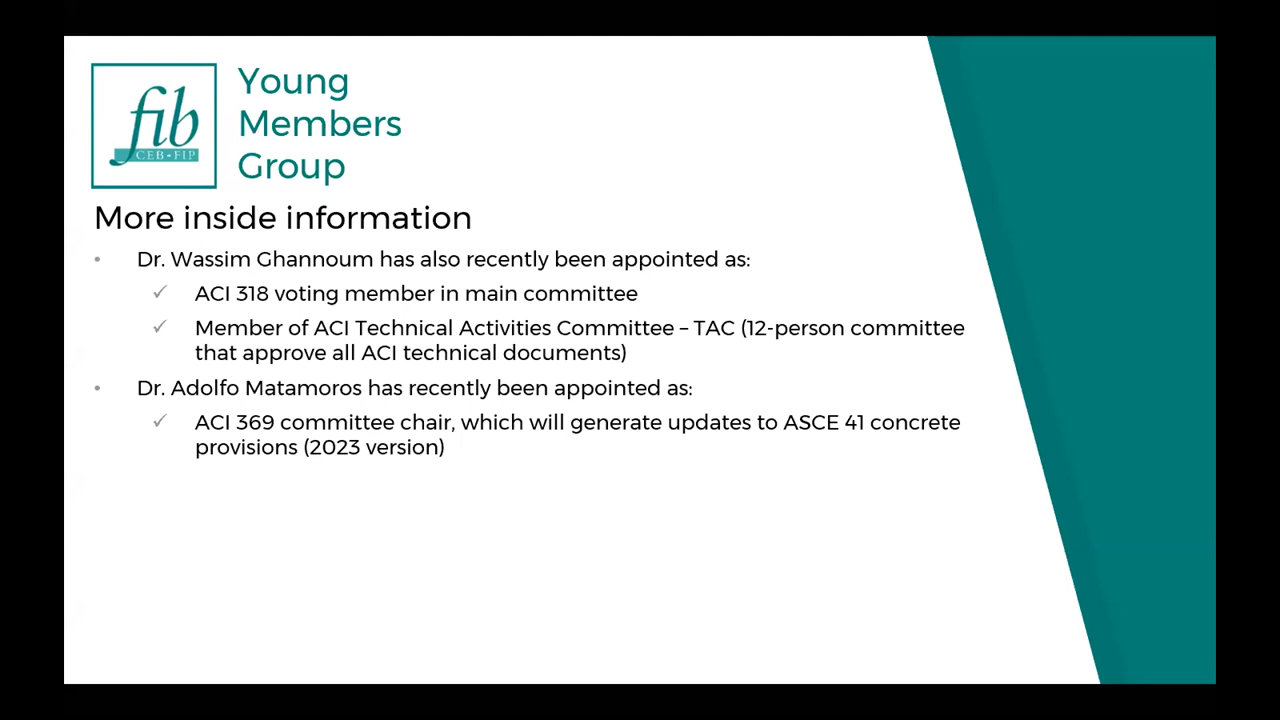 fib
CEB-FIP
Young
Members
Group
More inside information
• Dr. Wassim Ghannoum has also recently been appointed as:
✓ ACI 318 voting member in main committee
✓ Member of ACI Technical Activities Committee – TAC (12-person committee
that approve all ACI technical documents)
• Dr. Adolfo Matamoros has recently been appointed as:
✓ ACI 369 committee chair, which will generate updates to ASCE 41 concrete
provisions (2023 version)